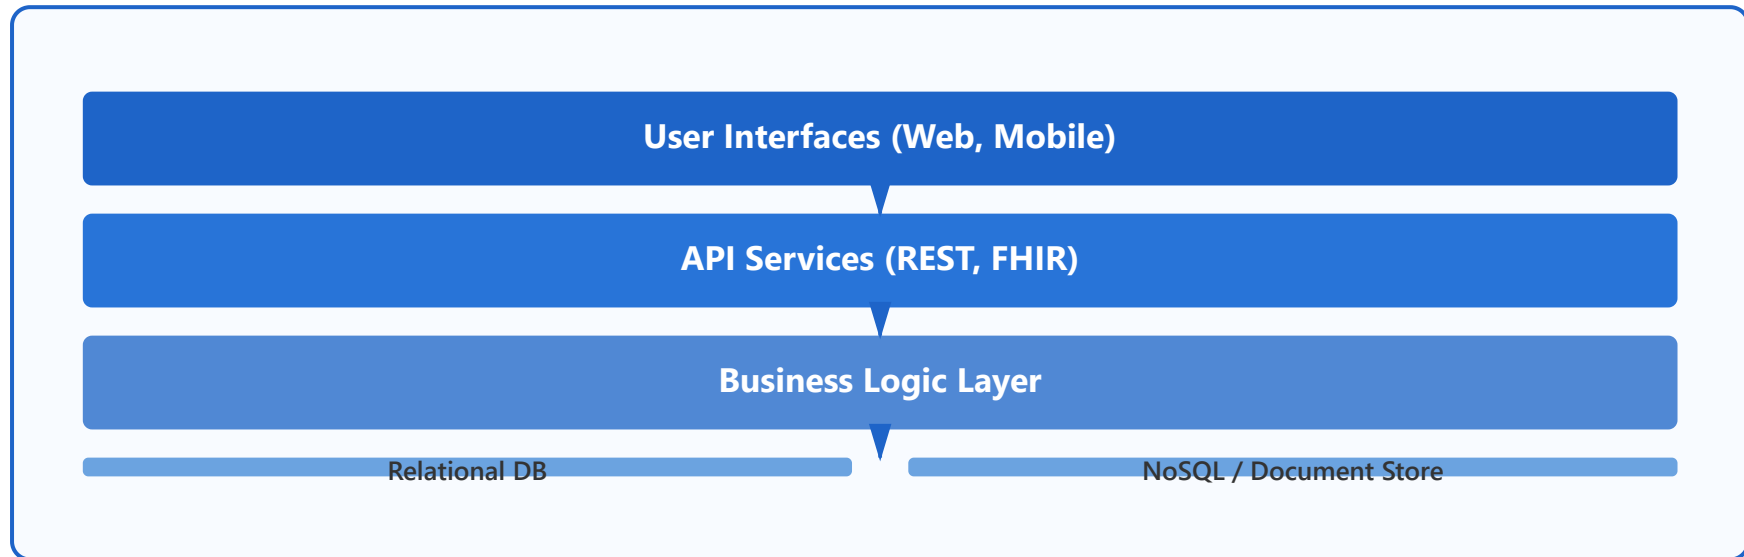 User Interfaces (Web, Mobile)
API Services (REST, FHIR)
Business Logic Layer
Relational DB
NoSQL / Document Store